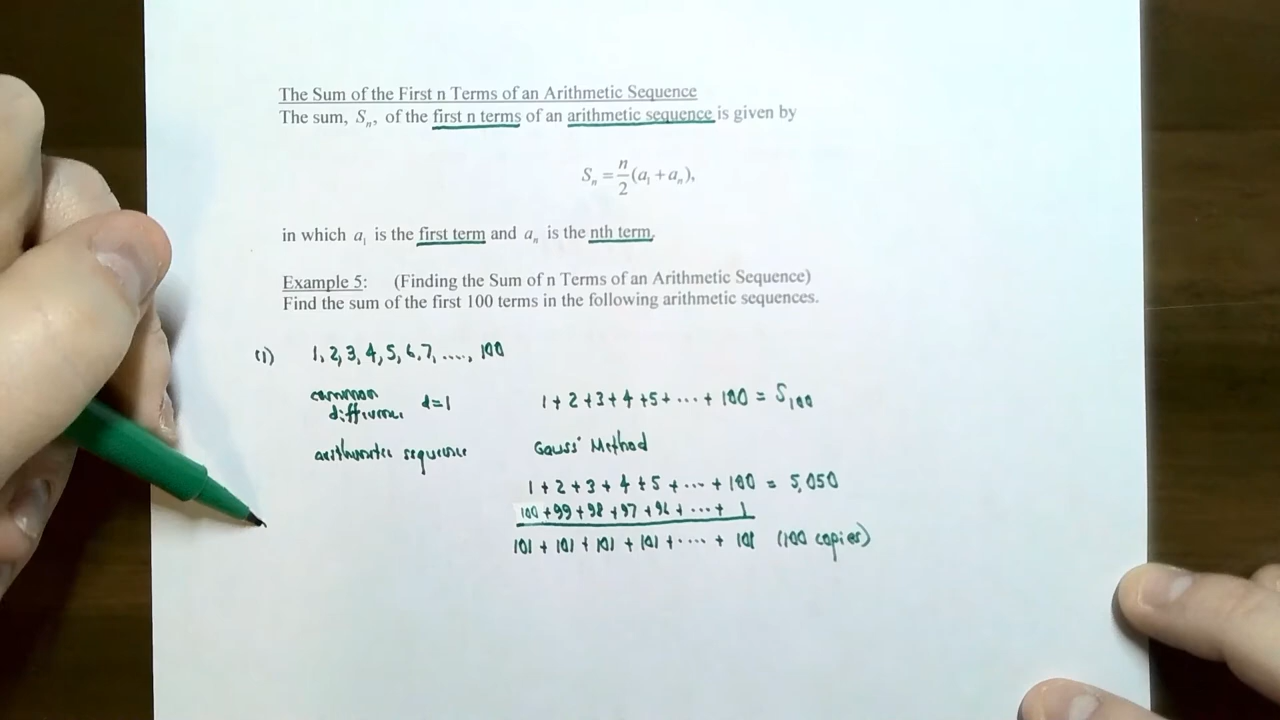 The Sum of the First n Terms of an Arithmetic Sequence
The sum, Sₙ, of the first n terms of an arithmetic sequence is given by
Sₙ = n/2 (a₁ + aₙ),
in which a₁ is the first term and aₙ is the nth term.
Example 5: (Finding the Sum of n Terms of an Arithmetic Sequence)
Find the sum of the first 100 terms in the following arithmetic sequences.
(1) 1, 2, 3, 4, 5, 6, 7, ...., 100
common
difference d=1
1 + 2 + 3 + 4 + 5 + ... + 100 = S₁₀₀
arithmetic sequence
Gauss' Method
1 + 2 + 3 + 4 + 5 + ... + 100 = 5,050
100 + 99 + 98 + 97 + 96 + ... + 1
101 + 101 + 101 + 101 + .... + 101 (100 copies)